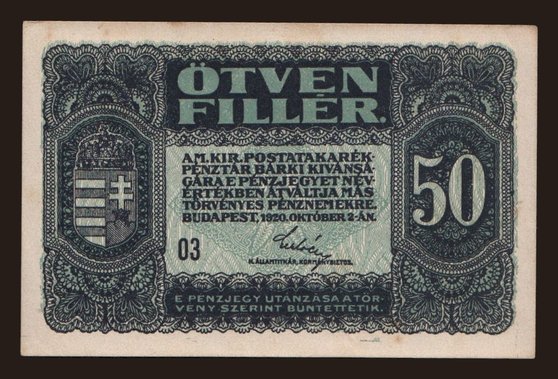 ÖTVEN
FILLÉR.
A M. KIR. POSTATAKARÉK-
PÉNZTÁR BÁRKI KIVÁNSÁ-
GÁRA E PÉNZJEGYET NÉV-
ÉRTÉKBEN ÁTVÁLTJA MÁS
TÖRVÉNYES PÉNZNEMEKRE.
BUDAPEST, 1920. OKTÓBER 2-ÁN.
50
03
H. ÁLLAMTITKÁR, KORMÁNYBIZTOS.
E PÉNZJEGY UTÁNZÁSA A TÖR-
VÉNY SZERINT BÜNTETTETIK.